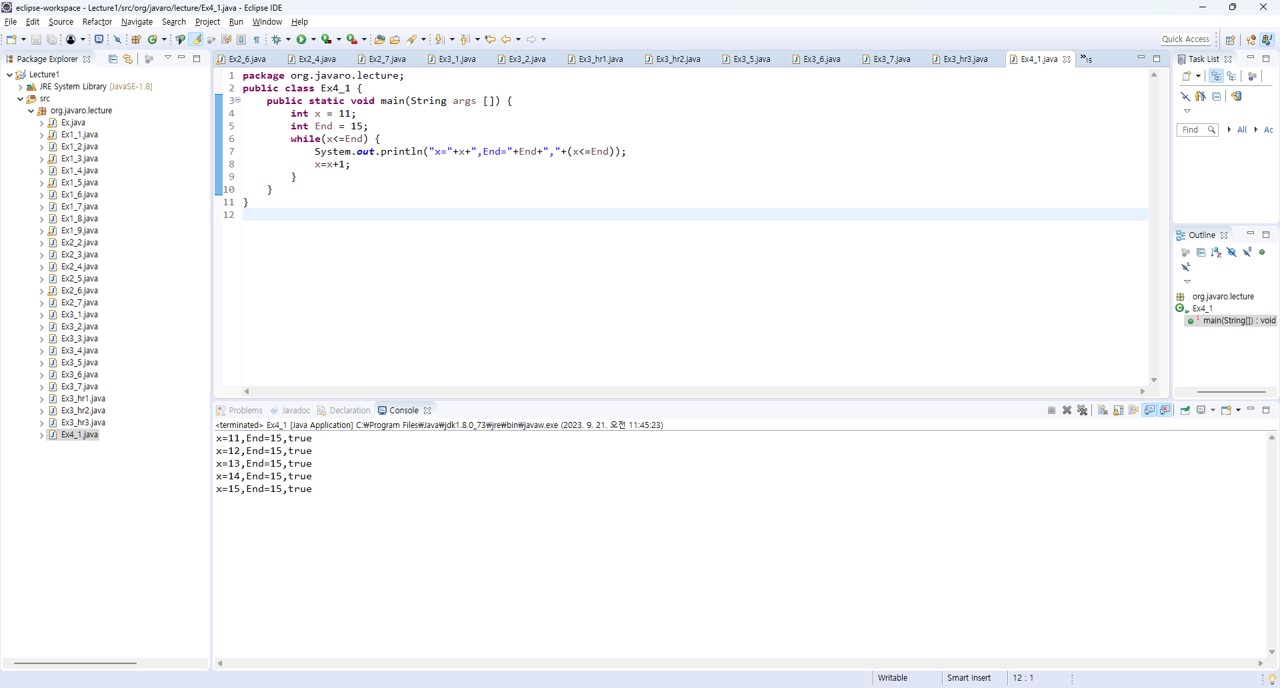 eclipse-workspace - Lecture1/src/org/javaro/lecture/Ex4_1.java - Eclipse IDE
File Edit Source Refactor Navigate Search Project Run Window Help
Quick Access
Package Explorer
Lecture1
JRE System Library [JavaSE-1.8]
src
org.javaro.lecture
Ex.java
Ex1_1.java
Ex1_2.java
Ex1_3.java
Ex1_4.java
Ex1_5.java
Ex1_6.java
Ex1_7.java
Ex1_8.java
Ex1_9.java
Ex2_2.java
Ex2_3.java
Ex2_4.java
Ex2_5.java
Ex2_6.java
Ex2_7.java
Ex3_1.java
Ex3_2.java
Ex3_3.java
Ex3_4.java
Ex3_5.java
Ex3_6.java
Ex3_7.java
Ex3_hr1.java
Ex3_hr2.java
Ex3_hr3.java
Ex4_1.java
Ex2_6.java Ex2_4.java Ex2_7.java Ex3_1.java Ex3_2.java Ex3_hr1.java Ex3_hr2.java Ex3_5.java Ex3_6.java Ex3_7.java Ex3_hr3.java Ex4_1.java »15
1 package org.javaro.lecture;
2 public class Ex4_1 {
3 public static void main(String args []) {
4 int x = 11;
5 int End = 15;
6 while(x<=End) {
7 System.out.println("x="+x+",End="+End+","+(x<=End));
8 x=x+1;
9 }
10 }
11 }
12
Task List
Find All Ac
Outline
org.javaro.lecture
Ex4_1
main(String[]) : void
Problems Javadoc Declaration Console
<terminated> Ex4_1 [Java Application] C:₩Program Files₩Java₩jdk1.8.0_73₩jre₩bin₩javaw.exe (2023. 9. 21. 오전 11:45:23)
x=11,End=15,true
x=12,End=15,true
x=13,End=15,true
x=14,End=15,true
x=15,End=15,true
Writable Smart Insert 12 : 1